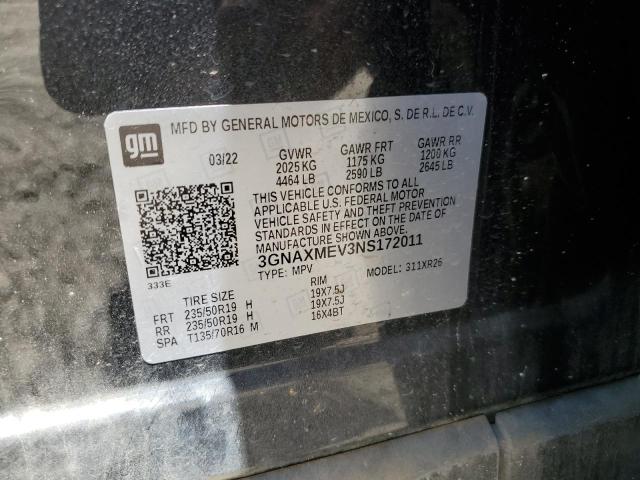 gm
MFD BY GENERAL MOTORS DE MEXICO, S. DE R.L. DE C.V.
03/22 GVWR GAWR FRT GAWR RR
2025 KG 1175 KG 1200 KG
4464 LB 2590 LB 2645 LB
THIS VEHICLE CONFORMS TO ALL
APPLICABLE U.S. FEDERAL MOTOR
VEHICLE SAFETY AND THEFT PREVENTION
STANDARDS IN EFFECT ON THE DATE OF
MANUFACTURE SHOWN ABOVE.
3GNAXMEV3NS172011
333E TYPE: MPV MODEL: 311XR26
TIRE SIZE RIM
FRT 235/50R19 H 19X7.5J
RR 235/50R19 H 19X7.5J
SPA T135/70R16 M 16X4BT